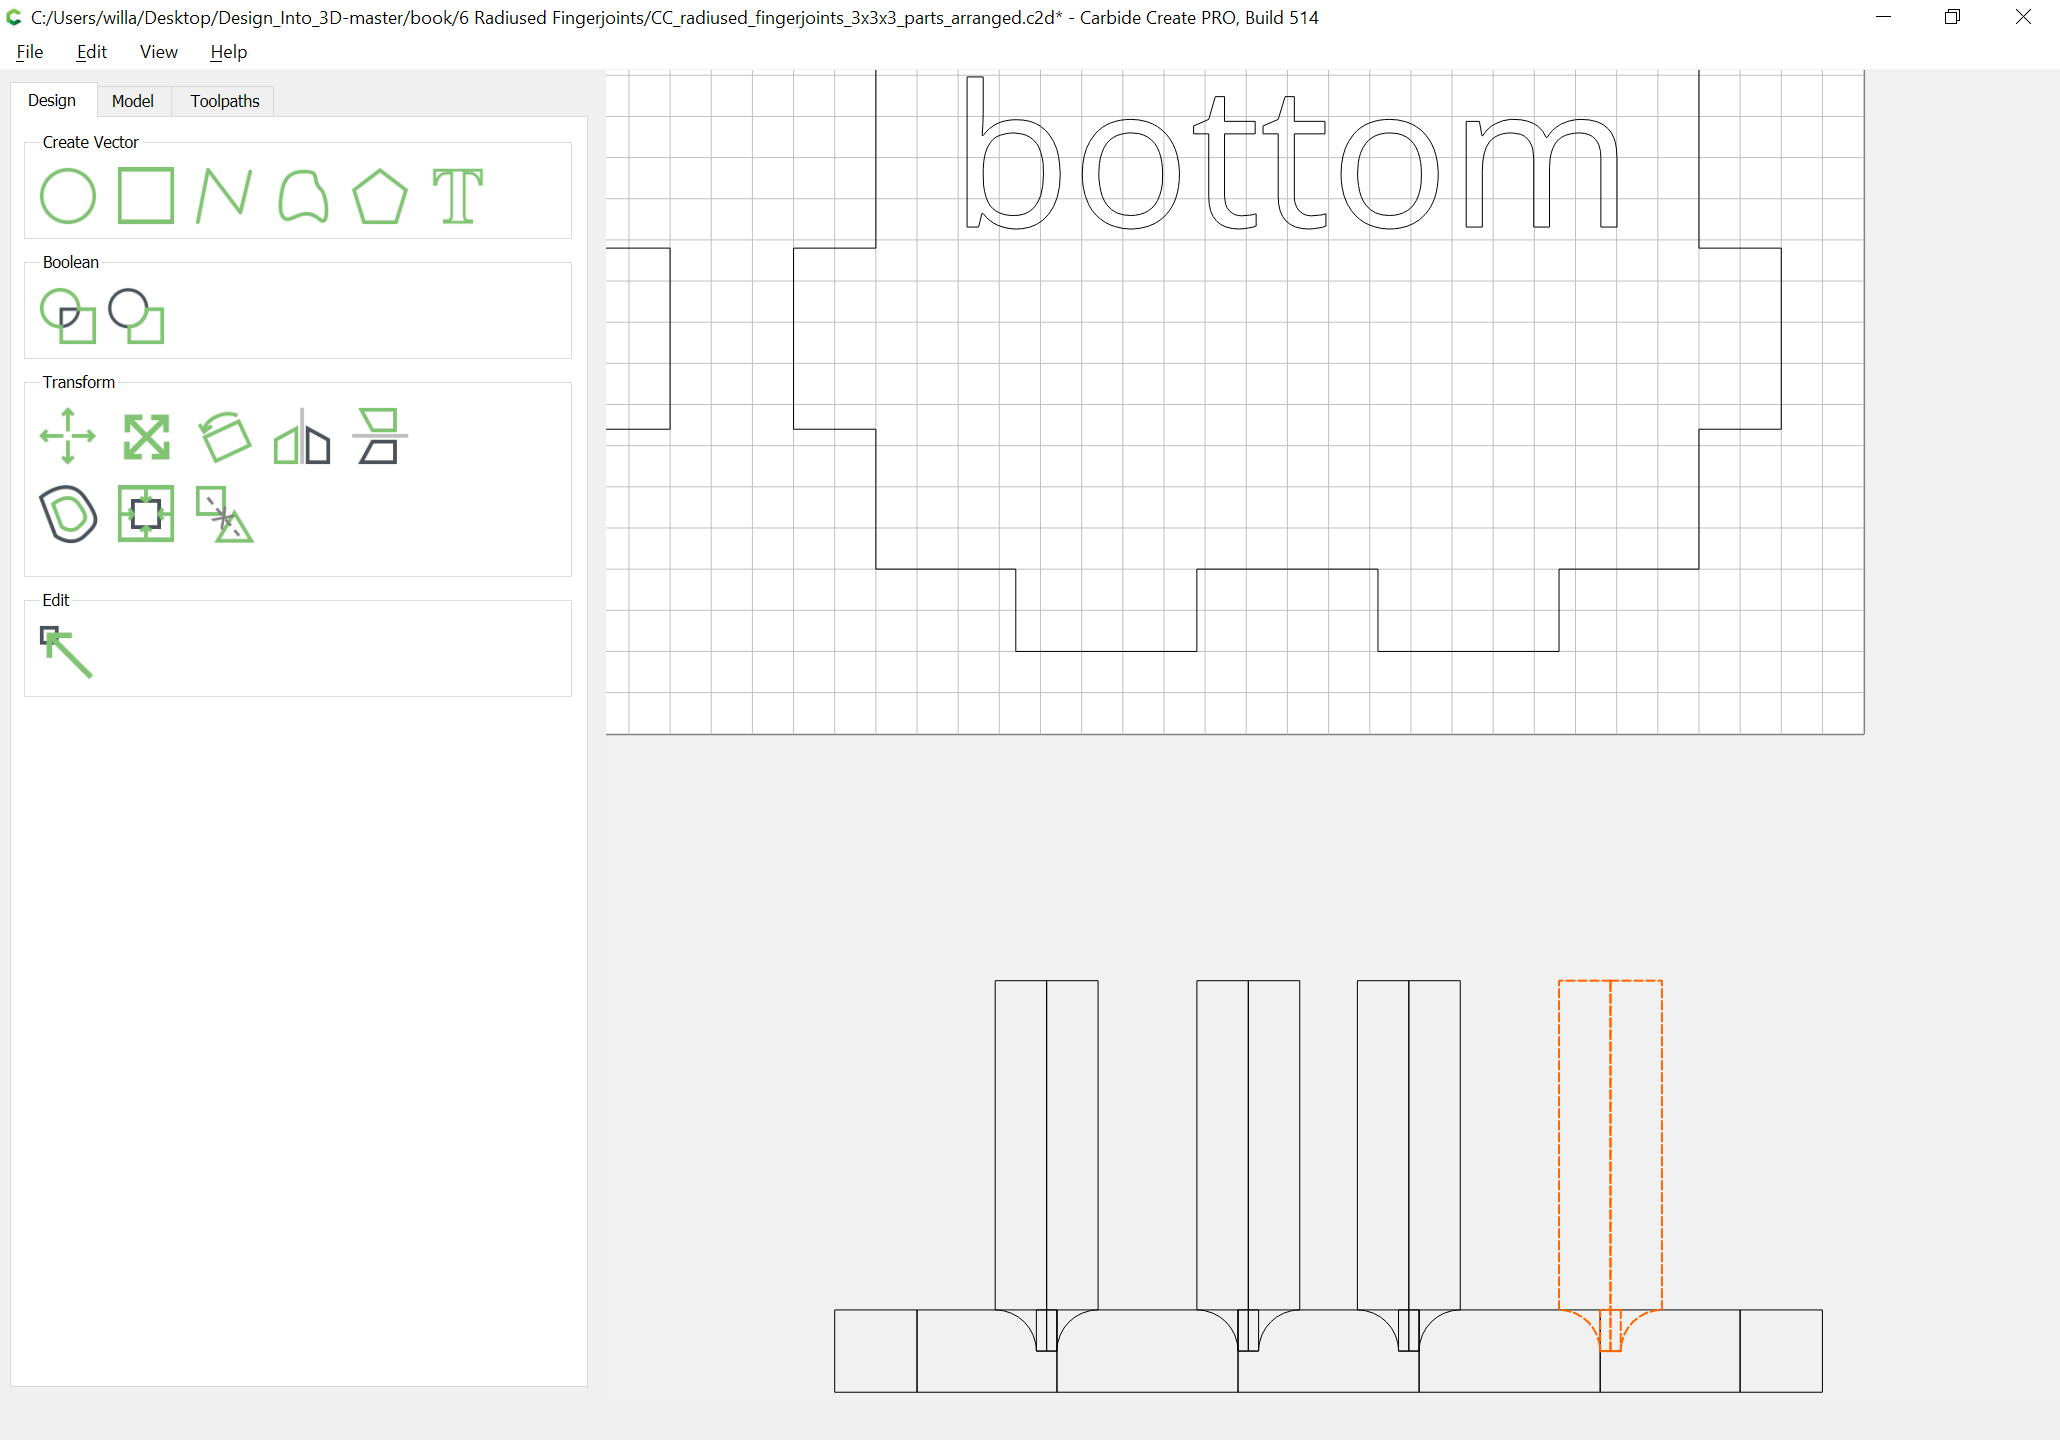 C:/Users/willa/Desktop/Design_Into_3D-master/book/6 Radiused Fingerjoints/CC_radiused_fingerjoints_3x3x3_parts_arranged.c2d* - Carbide Create PRO, Build 514
File Edit View Help
Design Model Toolpaths
Create Vector
Boolean
Transform
Edit
bottom